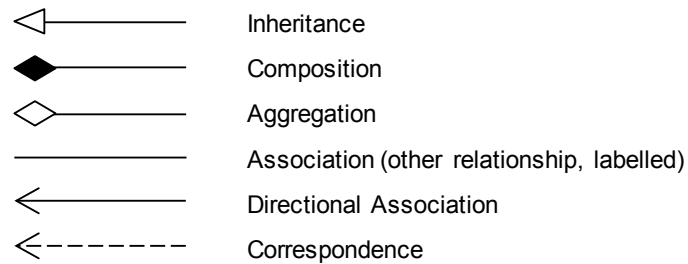 Inheritance
Composition
Aggregation
Association (other relationship, labelled)
Directional Association
Correspondence